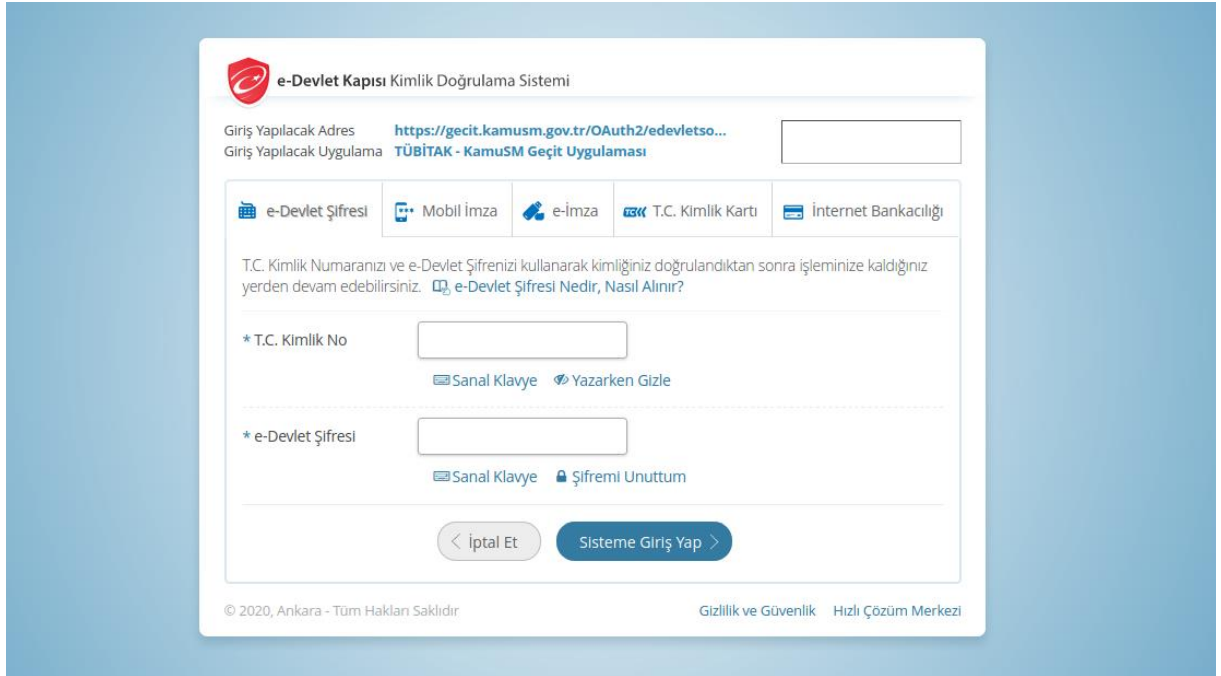 e-Devlet Kapısı Kimlik Doğrulama Sistemi
Giriş Yapılacak Adres https://gecit.kamusm.gov.tr/OAuth2/edevletso...
Giriş Yapılacak Uygulama TÜBİTAK - KamuSM Geçit Uygulaması
e-Devlet Şifresi Mobil İmza e-İmza T.C. Kimlik Kartı İnternet Bankacılığı
T.C. Kimlik Numaranızı ve e-Devlet Şifrenizi kullanarak kimliğiniz doğrulandıktan sonra işleminize kaldığınız
yerden devam edebilirsiniz. e-Devlet Şifresi Nedir, Nasıl Alınır?
* T.C. Kimlik No
Sanal Klavye Yazarken Gizle
* e-Devlet Şifresi
Sanal Klavye Şifremi Unuttum
İptal Et Sisteme Giriş Yap
© 2020, Ankara - Tüm Hakları Saklıdır Gizlilik ve Güvenlik Hızlı Çözüm Merkezi